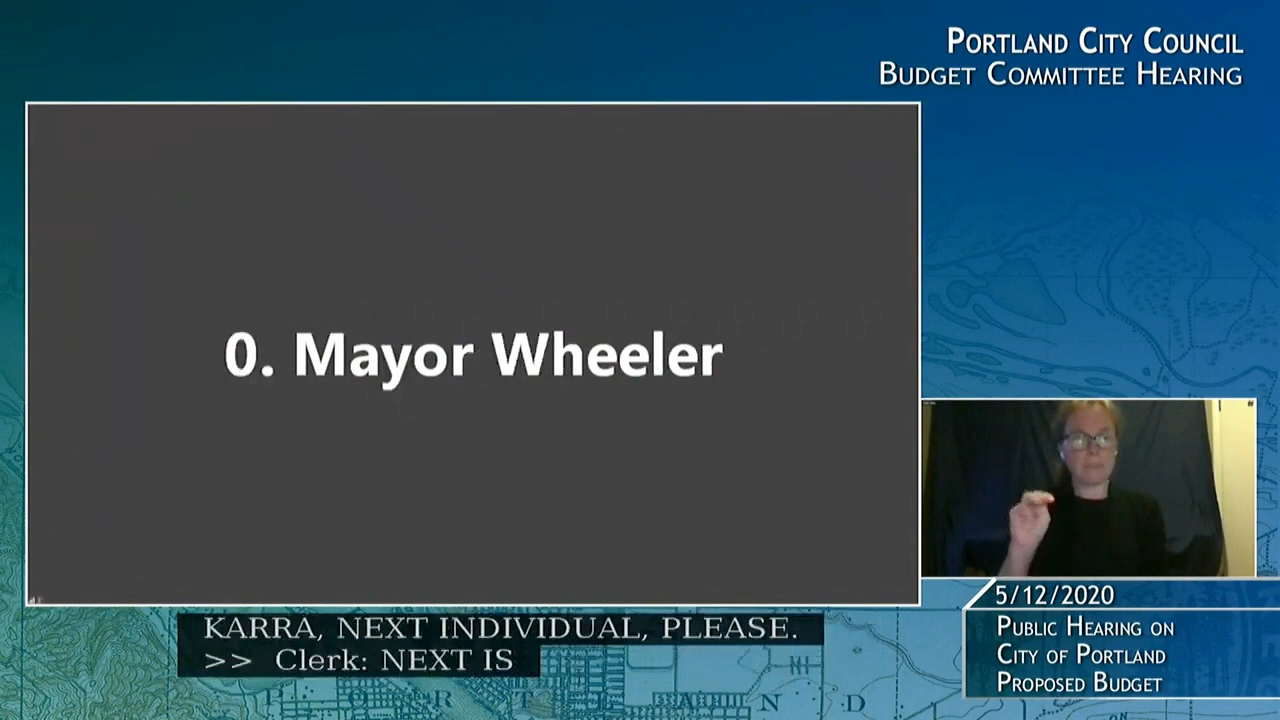 PORTLAND CITY COUNCIL
BUDGET COMMITTEE HEARING
0. Mayor Wheeler
KARRA, NEXT INDIVIDUAL, PLEASE.
>> Clerk: NEXT IS
5/12/2020
PUBLIC HEARING ON
CITY OF PORTLAND
PROPOSED BUDGET
P O R T L A N D